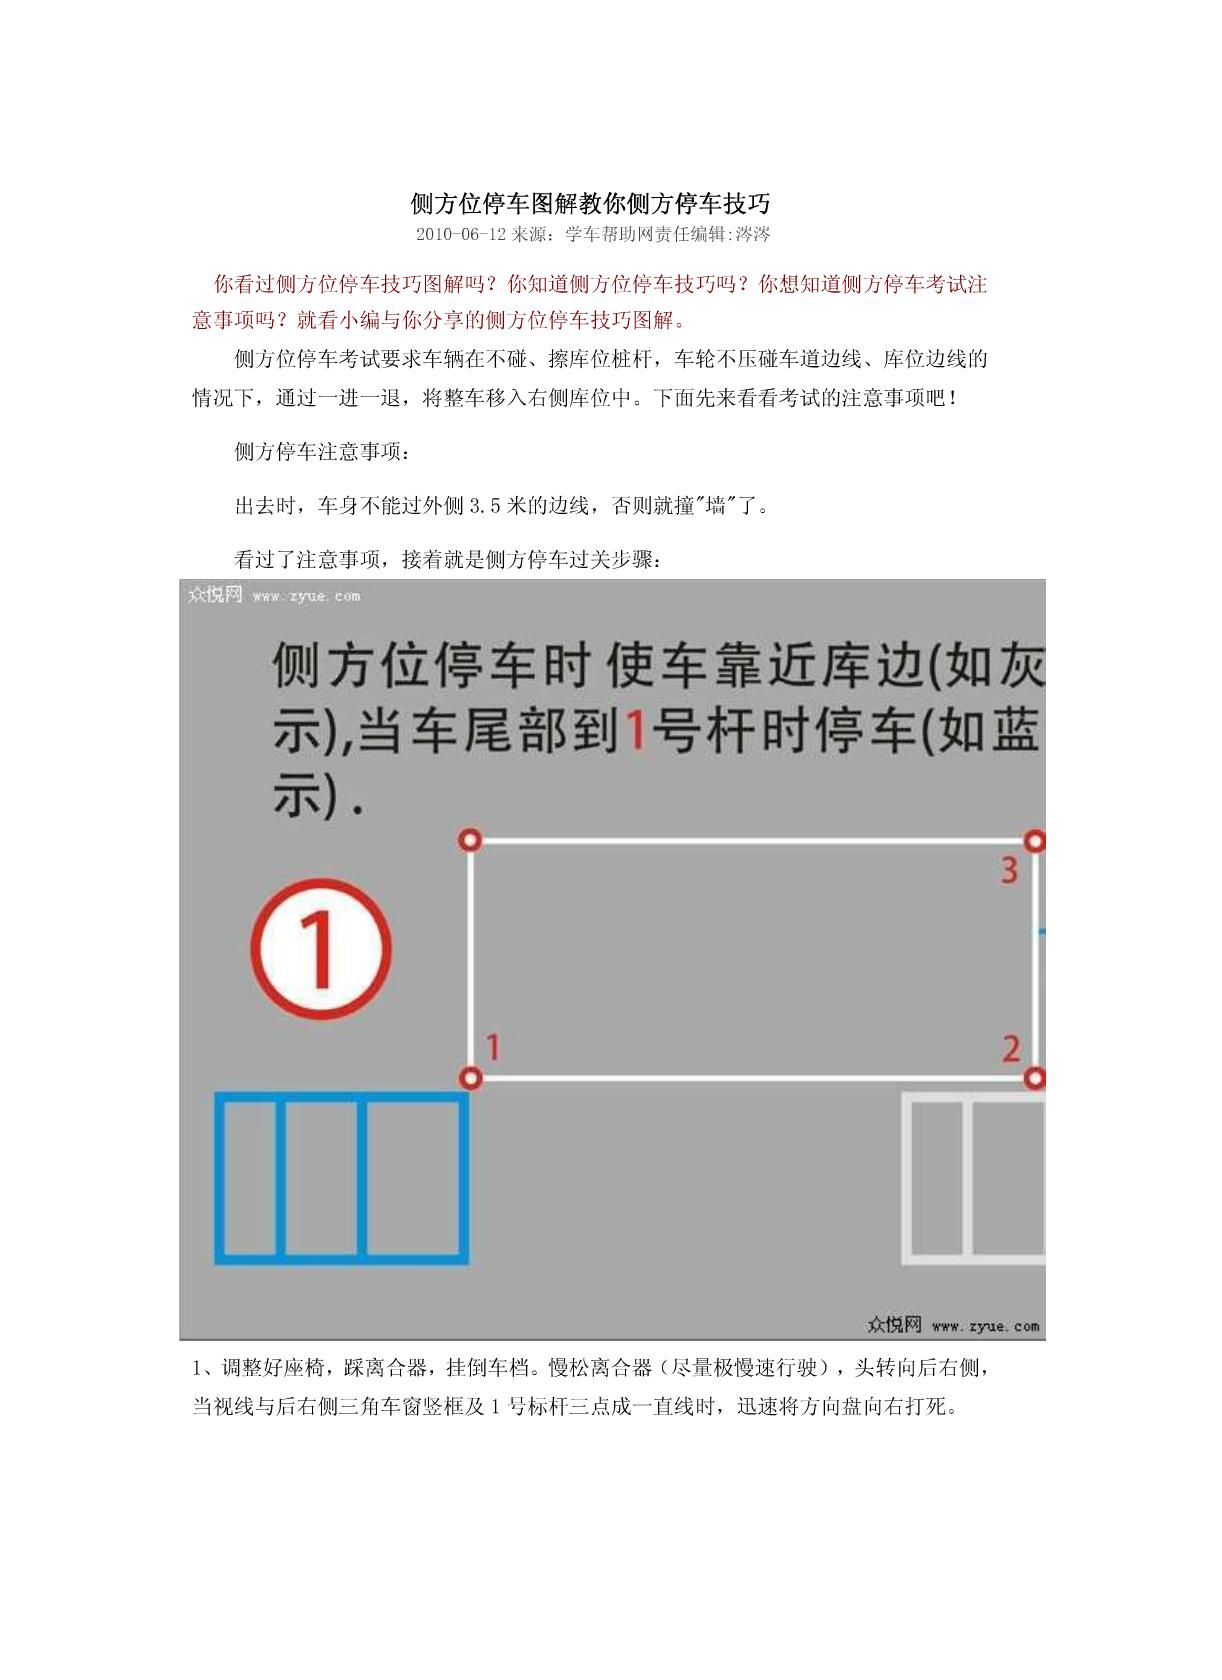 侧方位停车图解教你侧方停车技巧
2010-06-12 来源：学车帮助网责任编辑:涔涔
你看过侧方位停车技巧图解吗？你知道侧方位停车技巧吗？你想知道侧方停车考试注
意事项吗？就看小编与你分享的侧方位停车技巧图解。
侧方位停车考试要求车辆在不碰、擦库位桩杆，车轮不压碰车道边线、库位边线的
情况下，通过一进一退，将整车移入右侧库位中。下面先来看看考试的注意事项吧！
侧方停车注意事项：
出去时，车身不能过外侧 3.5 米的边线，否则就撞"墙"了。
看过了注意事项，接着就是侧方停车过关步骤：
众悦网 www.zyue.com
侧方位停车时 使车靠近库边(如灰
示),当车尾部到1号杆时停车(如蓝
示) .
3
1
1
2
众悦网 www.zyue.com
1、调整好座椅，踩离合器，挂倒车档。慢松离合器（尽量极慢速行驶），头转向后右侧，
当视线与后右侧三角车窗竖框及 1 号标杆三点成一直线时，迅速将方向盘向右打死。